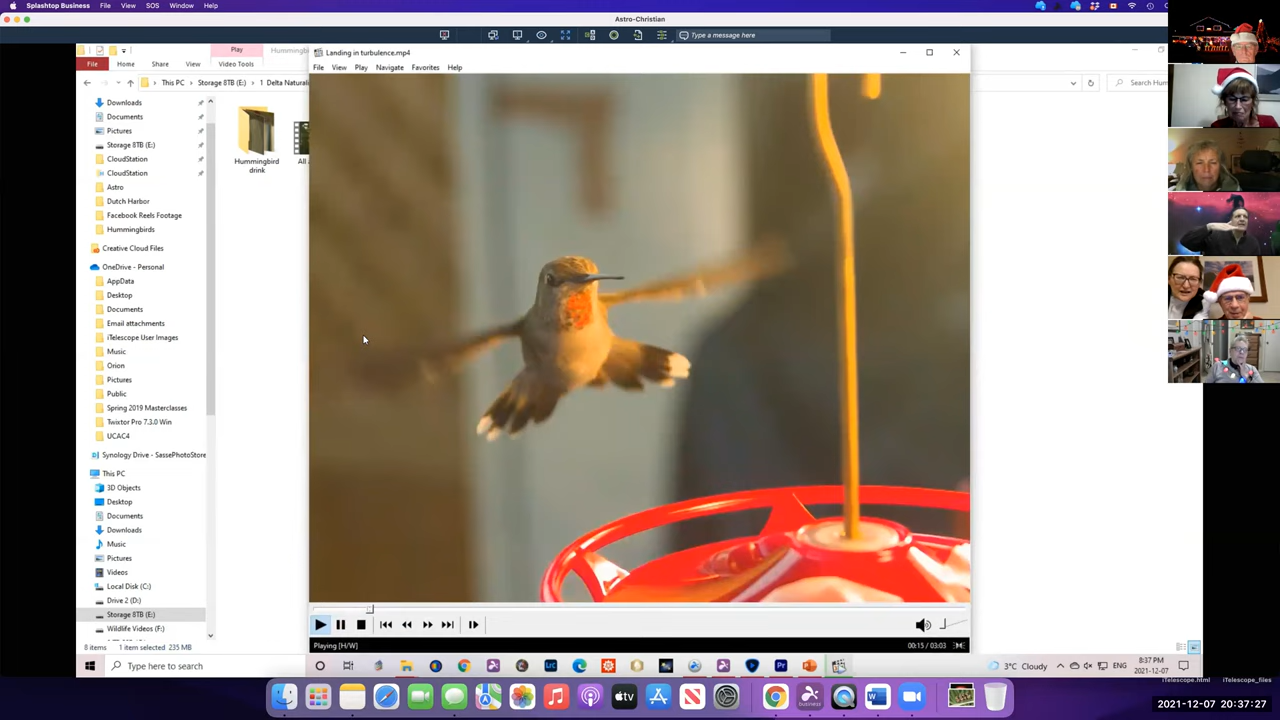 Splashtop Business File View SOS Window Help
Astro-Christian
Type a message here
Play Hummingb
File Home Share View Video Tools
This PC Storage 8TB (E:) 1 Delta Naturali
Search Hum
Landing in turbulence.mp4
File View Play Navigate Favorites Help
Downloads
Documents
Pictures
Storage 8TB (E:)
CloudStation
CloudStation
Astro
Dutch Harbor
Facebook Reels Footage
Hummingbirds
Creative Cloud Files
OneDrive - Personal
AppData
Desktop
Documents
Email attachments
iTelescope User Images
Music
Orion
Pictures
Public
Spring 2019 Masterclasses
Twixtor Pro 7.3.0 Win
UCAC4
Synology Drive - SassePhotoStore
This PC
3D Objects
Desktop
Documents
Downloads
Music
Pictures
Videos
Local Disk (C:)
Drive 2 (D:)
Storage 8TB (E:)
Wildlife Videos (F:)
Hummingbird
drink
All a
Playing [H/W] 00:15 / 03:03
8 items 1 item selected 235 MB
Type here to search
3°C Cloudy
ENG
8:37 PM
2021-12-07
iTelescope.html iTelescope_files
2021-12-07 20:37:27